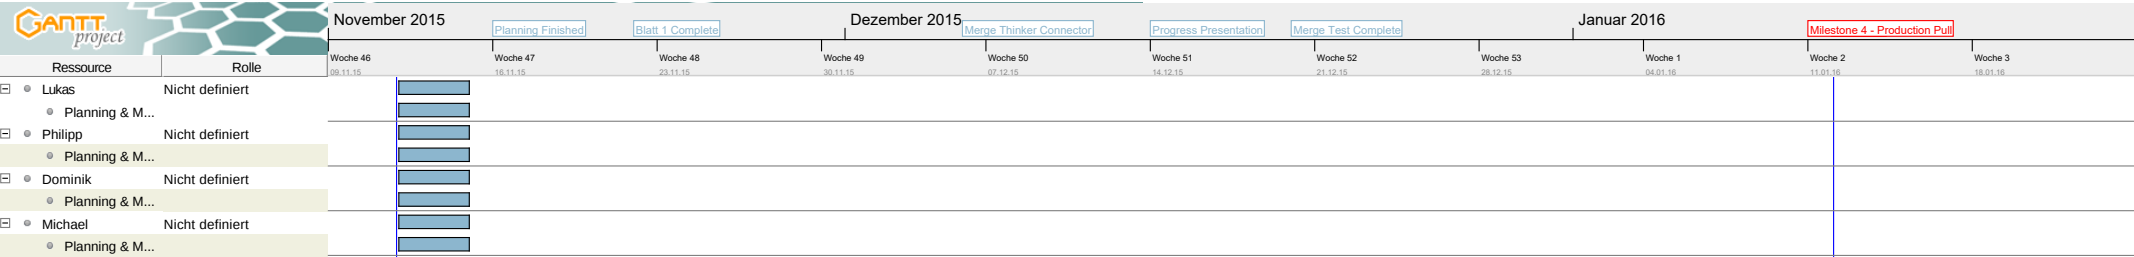 GANTT
project
November 2015
Dezember 2015
Januar 2016
Planning Finished
Blatt 1 Complete
Merge Thinker Connector
Progress Presentation
Merge Test Complete
Milestone 4 - Production Pull
Woche 46
Woche 47
Woche 48
Woche 49
Woche 50
Woche 51
Woche 52
Woche 53
Woche 1
Woche 2
Woche 3
09.11.15
16.11.15
23.11.15
30.11.15
07.12.15
14.12.15
21.12.15
28.12.15
04.01.16
11.01.16
18.01.16
Ressource Rolle
Lukas Nicht definiert
Planning & M...
Philipp Nicht definiert
Planning & M...
Dominik Nicht definiert
Planning & M...
Michael Nicht definiert
Planning & M...